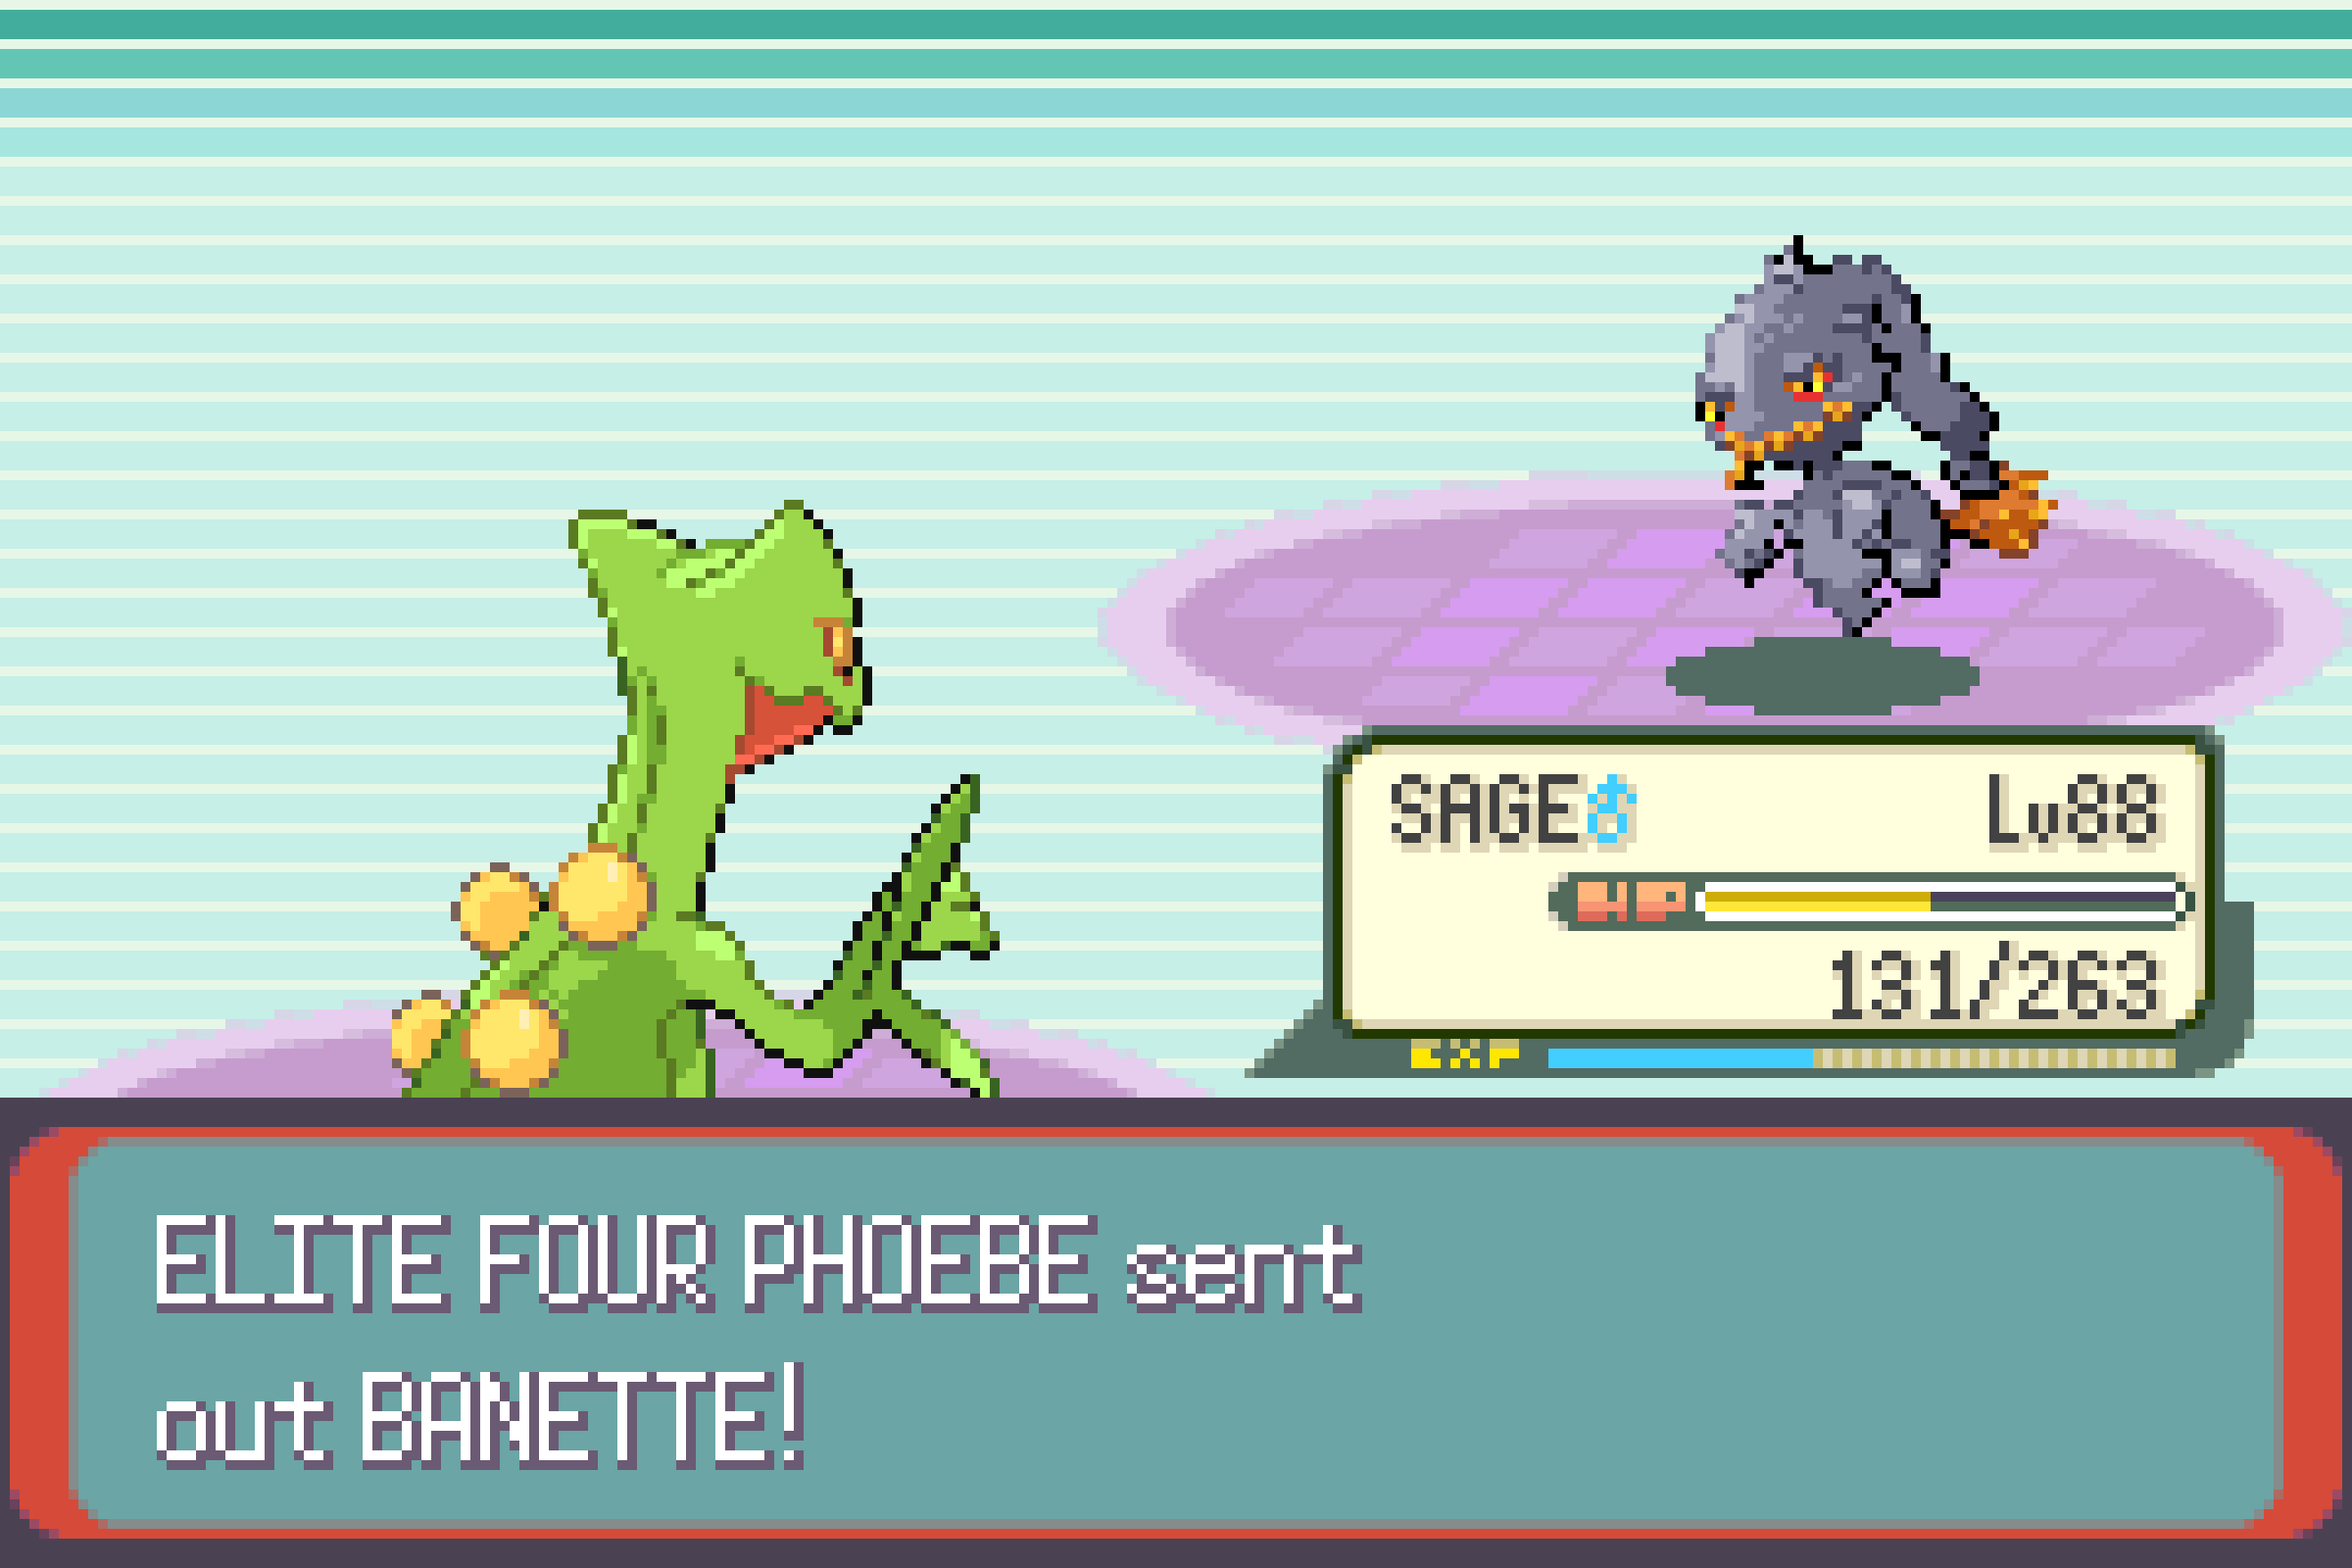 SAGE♂ Lv88
HP
131/263
EXP
ELITE FOUR PHOEBE sent
out BANETTE!